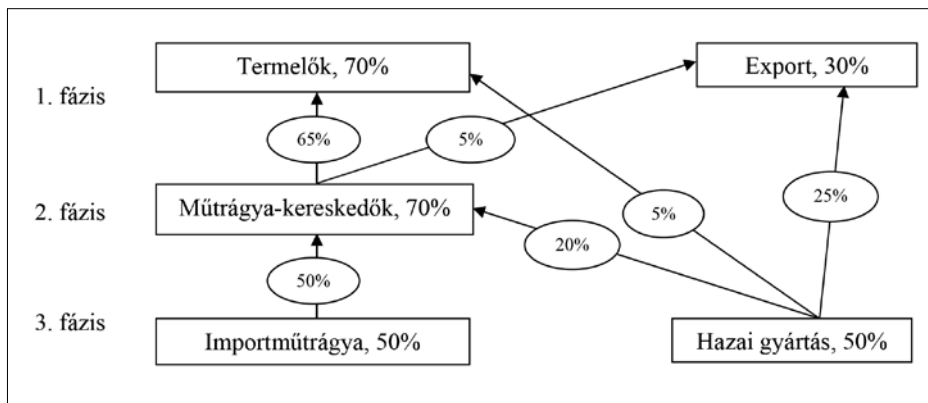 Termelők, 70%
Export, 30%
1. fázis
65%
5%
Műtrágya-kereskedők, 70%
2. fázis
5%
25%
20%
50%
3. fázis
Importműtrágya, 50%
Hazai gyártás, 50%